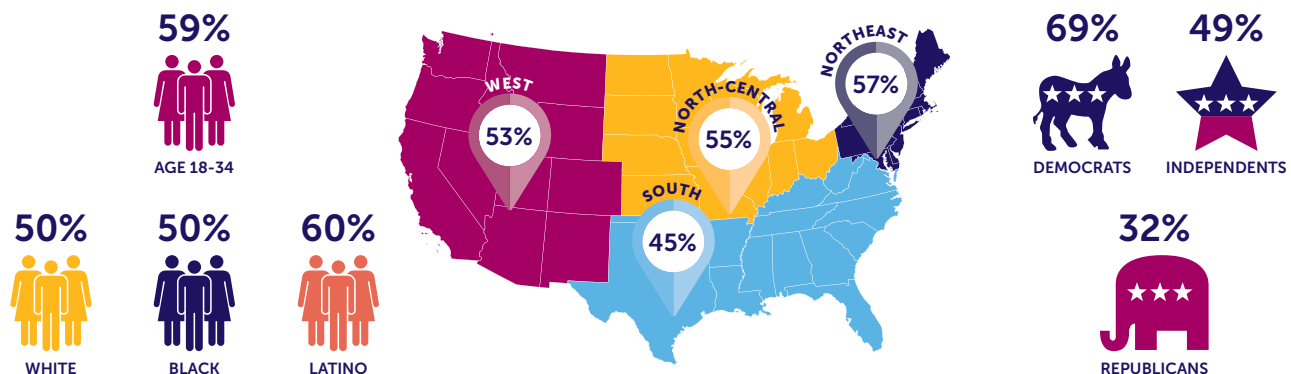 59%
AGE 18-34
50%
WHITE
50%
BLACK
60%
LATINO
WEST
53%
NORTH-CENTRAL
55%
NORTHEAST
57%
SOUTH
45%
69%
DEMOCRATS
49%
INDEPENDENTS
32%
REPUBLICANS